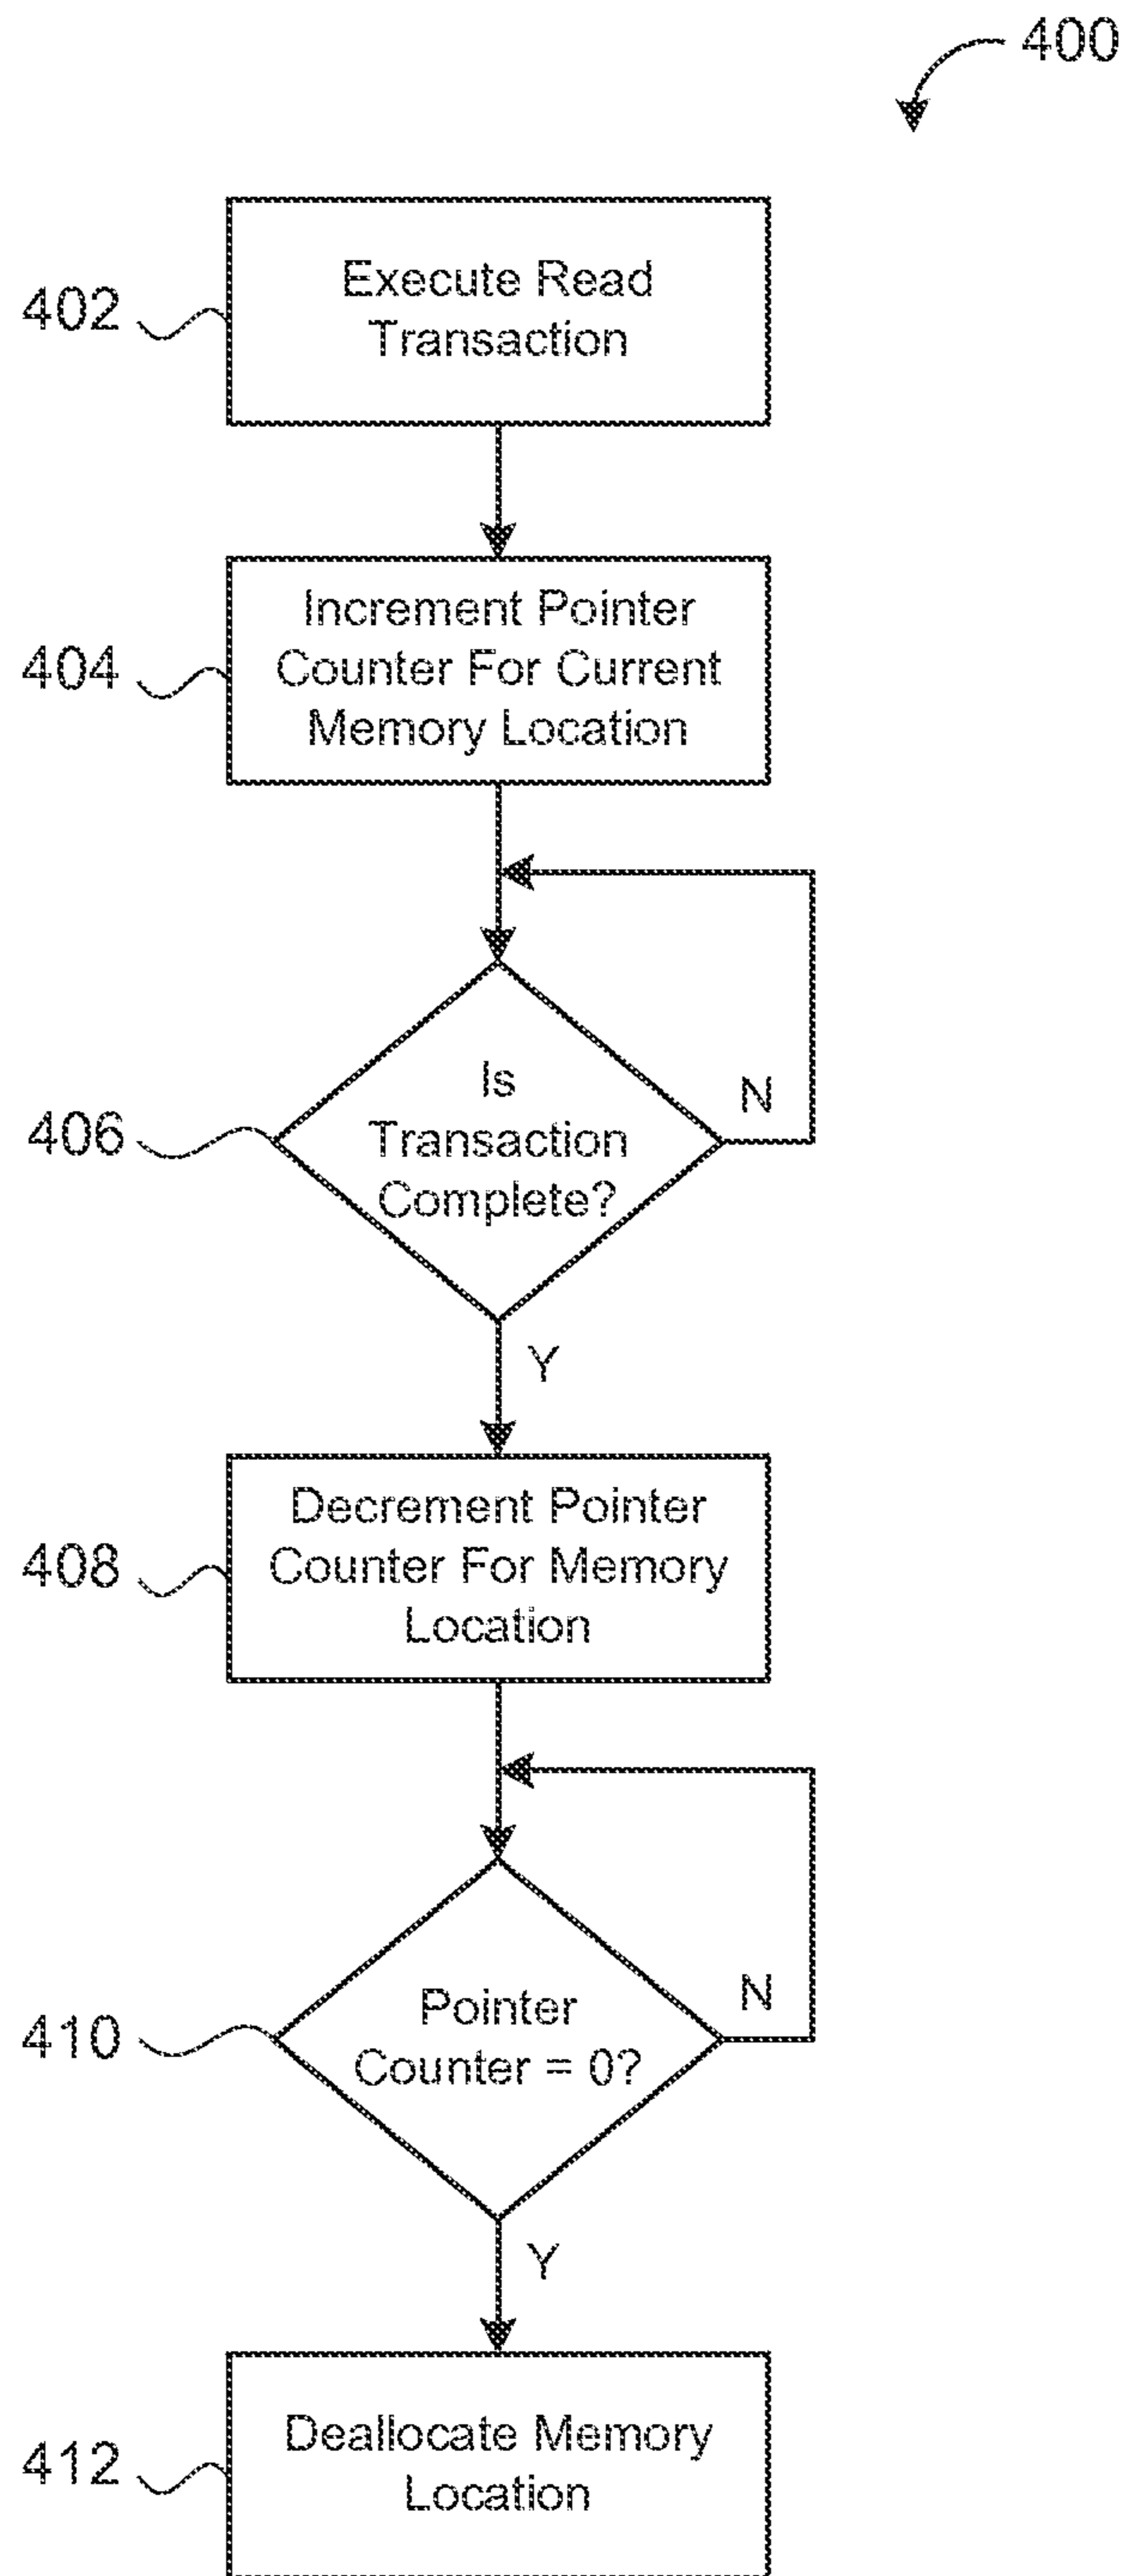 400
402
Execute Read
Transaction
404
Increment Pointer
Counter For Current
Memory Location
406
Is
Transaction
Complete?
N
Y
408
Decrement Pointer
Counter For Memory
Location
410
Pointer
Counter = 0?
N
Y
412
Deallocate Memory
Location